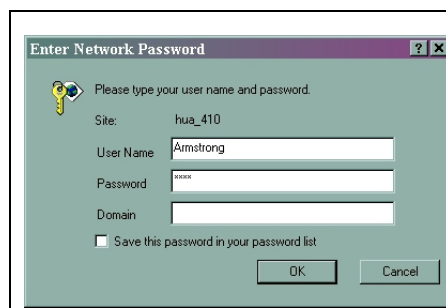 Enter Network Password
Please type your user name and password.
Site: hua_410
User Name Armstrong
Password ****
Domain
Save this password in your password list
OK Cancel